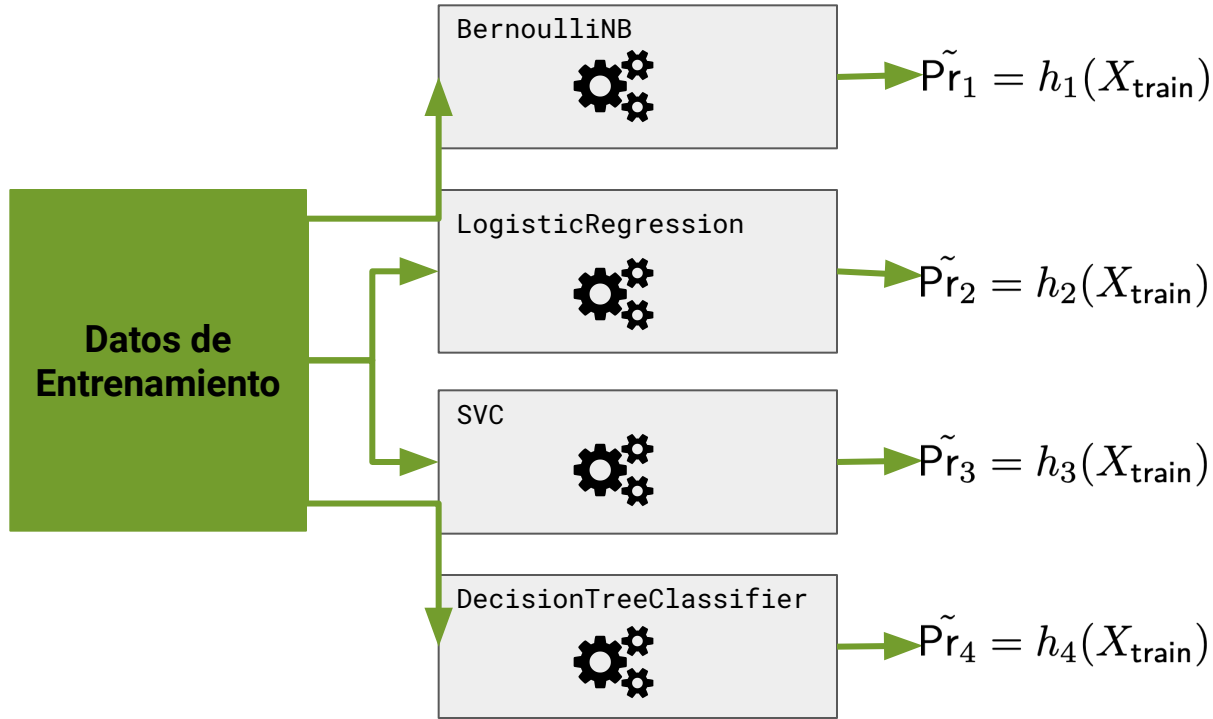 BernoulliNB
P̃r₁ = h₁(X_train)
LogisticRegression
P̃r₂ = h₂(X_train)
Datos de
Entrenamiento
SVC
P̃r₃ = h₃(X_train)
DecisionTreeClassifier
P̃r₄ = h₄(X_train)